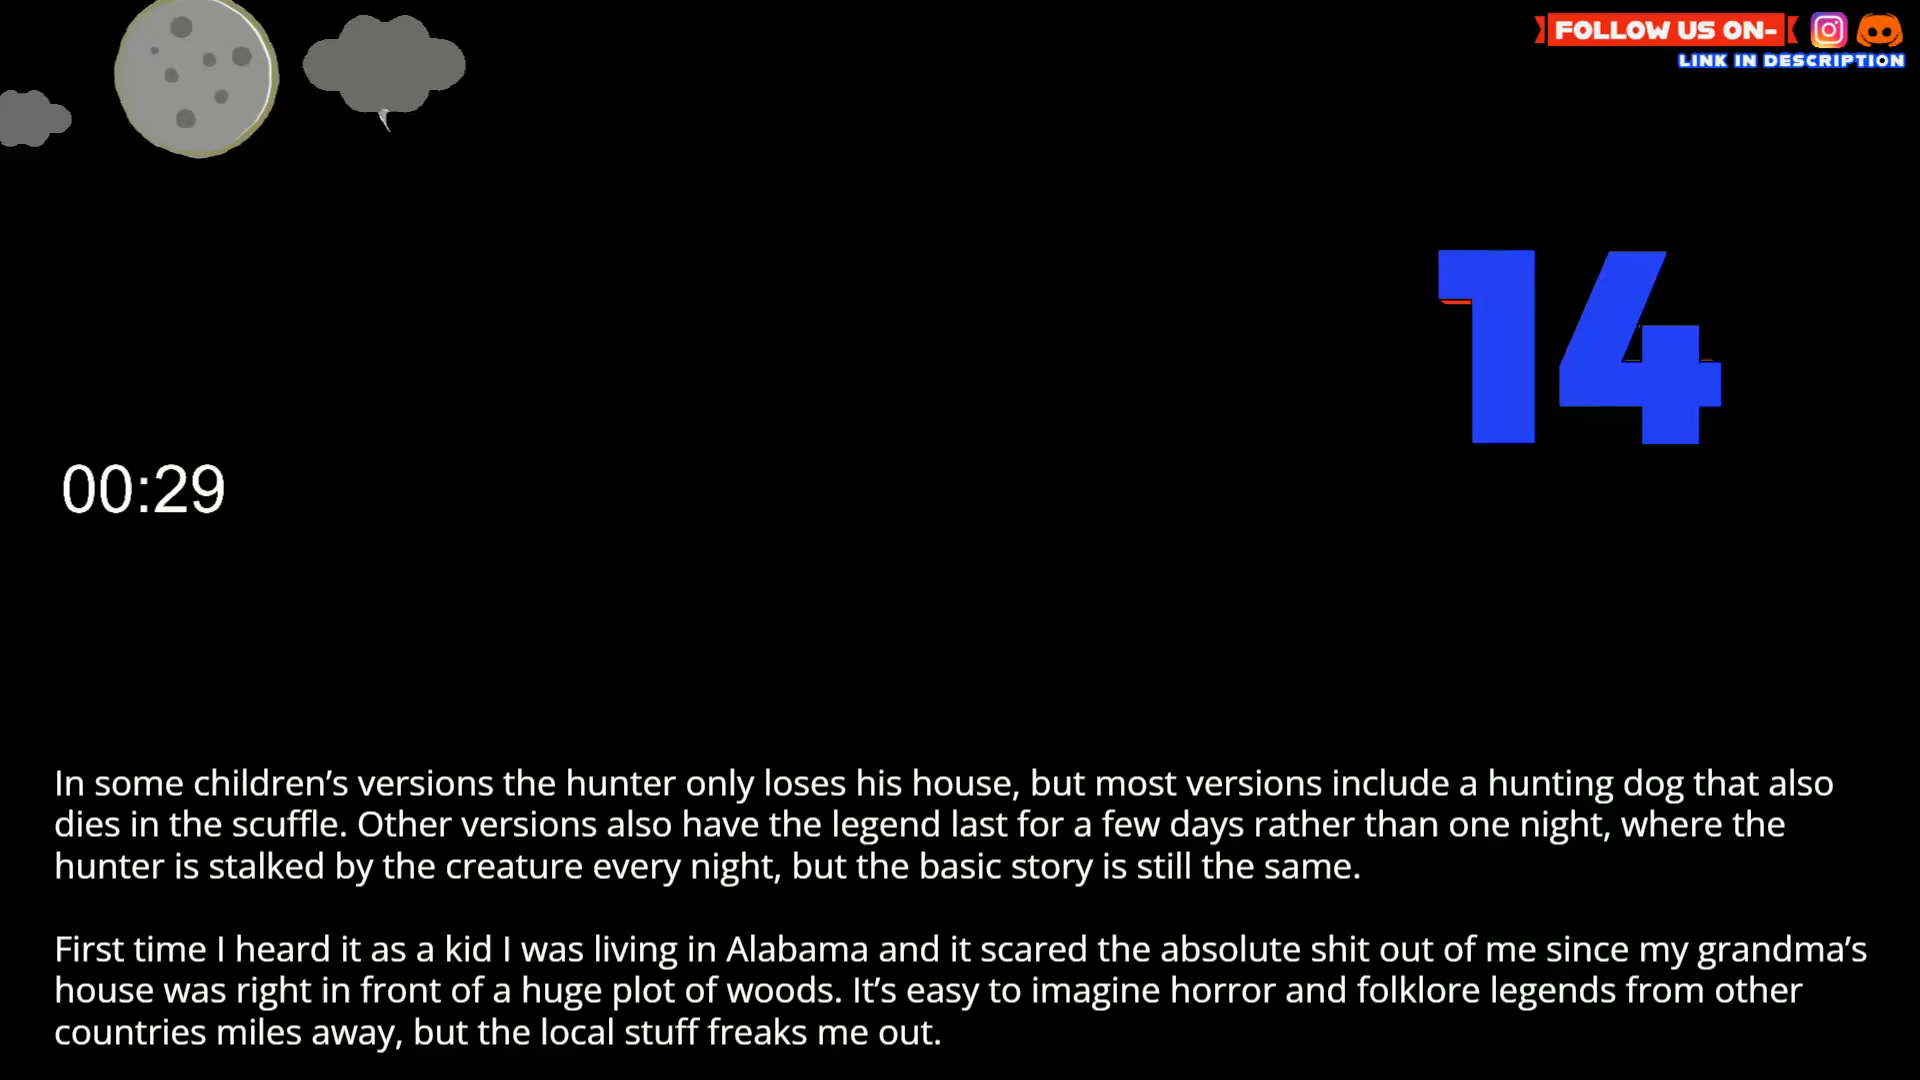 FOLLOW US ON-
LINK IN DESCRIPTION
14
00:29
In some children’s versions the hunter only loses his house, but most versions include a hunting dog that also
dies in the scuffle. Other versions also have the legend last for a few days rather than one night, where the
hunter is stalked by the creature every night, but the basic story is still the same.
First time I heard it as a kid I was living in Alabama and it scared the absolute shit out of me since my grandma’s
house was right in front of a huge plot of woods. It’s easy to imagine horror and folklore legends from other
countries miles away, but the local stuff freaks me out.